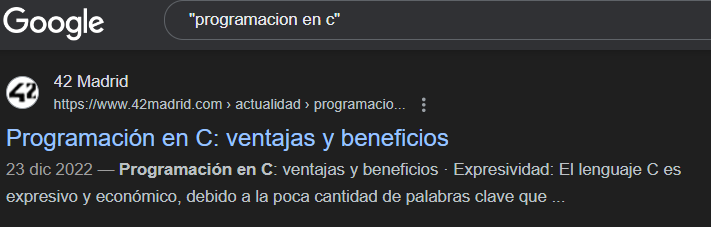 Google
"programacion en c"
42
42 Madrid
https://www.42madrid.com › actualidad › programacio...
Programación en C: ventajas y beneficios
23 dic 2022 — Programación en C: ventajas y beneficios · Expresividad: El lenguaje C es
expresivo y económico, debido a la poca cantidad de palabras clave que ...